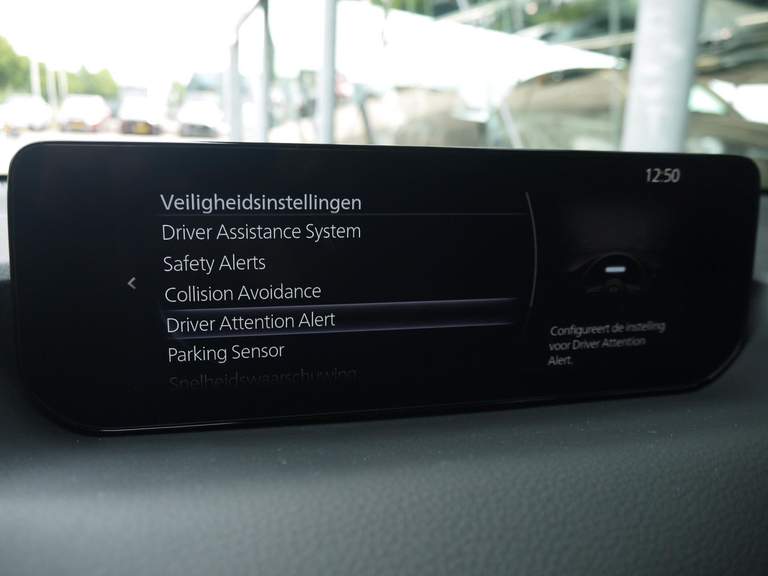 12:50
Veiligheidsinstellingen
Driver Assistance System
Safety Alerts
Collision Avoidance
Driver Attention Alert
Parking Sensor
Snelheidswaarschuwing
Configureert de instelling
voor Driver Attention
Alert.